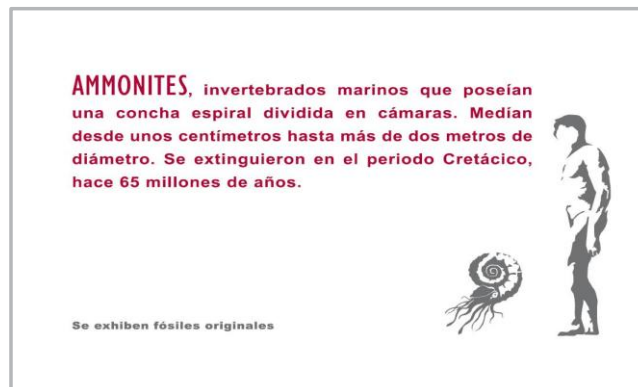 AMMONITES, invertebrados marinos que poseían
una concha espiral dividida en cámaras. Medían
desde unos centímetros hasta más de dos metros de
diámetro. Se extinguieron en el periodo Cretácico,
hace 65 millones de años.
Se exhiben fósiles originales